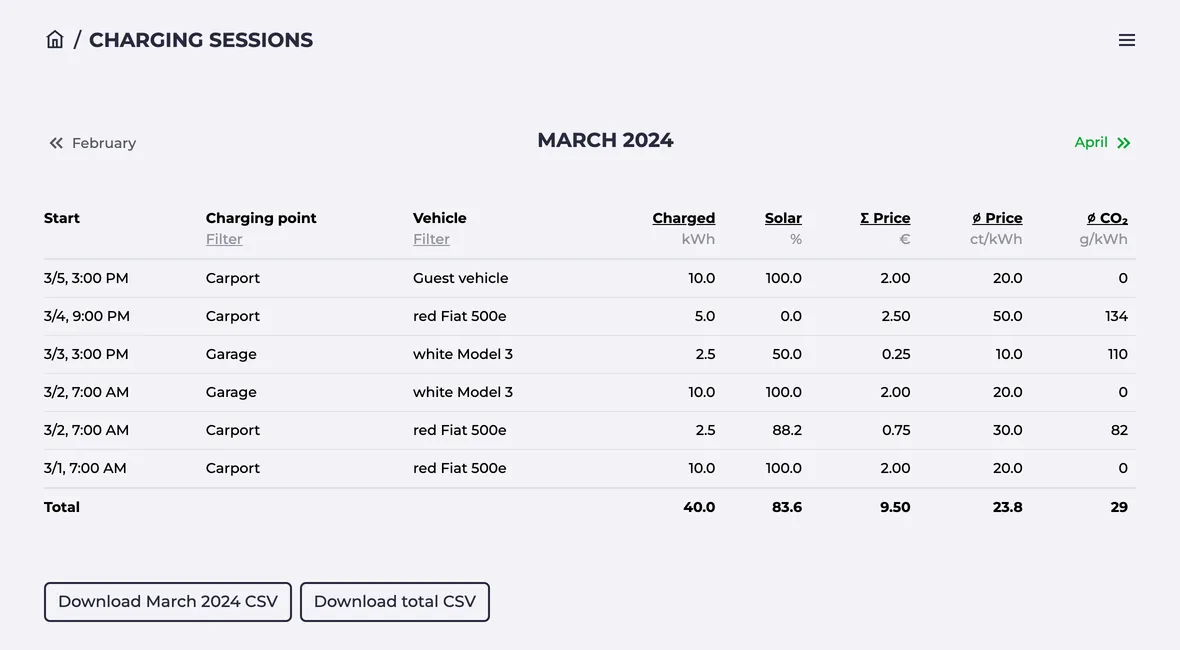 / CHARGING SESSIONS
February
MARCH 2024
April
Start Charging point Vehicle Charged Solar Σ Price ø Price ø CO₂
Filter Filter kWh % € ct/kWh g/kWh
3/5, 3:00 PM Carport Guest vehicle 10.0 100.0 2.00 20.0 0
3/4, 9:00 PM Carport red Fiat 500e 5.0 0.0 2.50 50.0 134
3/3, 3:00 PM Garage white Model 3 2.5 50.0 0.25 10.0 110
3/2, 7:00 AM Garage white Model 3 10.0 100.0 2.00 20.0 0
3/2, 7:00 AM Carport red Fiat 500e 2.5 88.2 0.75 30.0 82
3/1, 7:00 AM Carport red Fiat 500e 10.0 100.0 2.00 20.0 0
Total 40.0 83.6 9.50 23.8 29
Download March 2024 CSV
Download total CSV